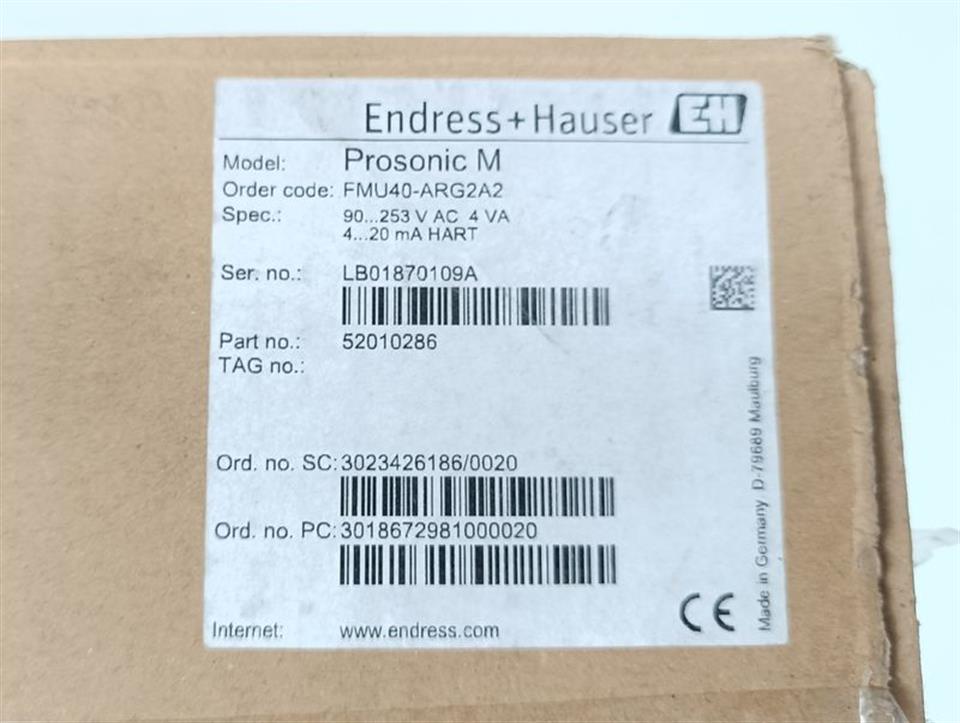 Endress+Hauser EH
Model: Prosonic M
Order code: FMU40-ARG2A2
Spec.: 90...253 V AC 4 VA
4...20 mA HART
Ser. no.: LB01870109A
Part no.: 52010286
TAG no.:
Ord. no. SC: 3023426186/0020
Ord. no. PC: 3018672981000020
Internet: www.endress.com
CE
Made in Germany D-79689 Maulburg